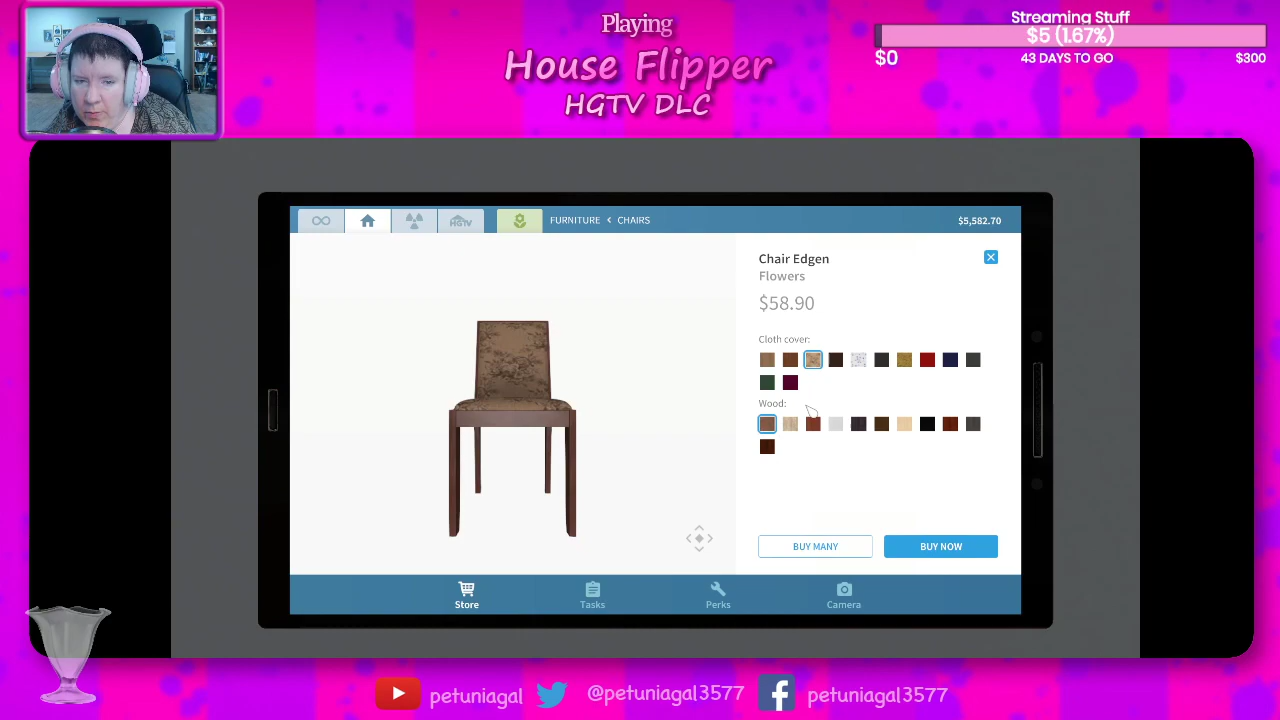 Playing
House Flipper
HGTV DLC
Streaming Stuff
$5 (1.67%)
$0
43 DAYS TO GO
$300
HGTV
FURNITURE < CHAIRS
$5,582.70
Chair Edgen
Flowers
$58.90
Cloth cover:
Wood:
BUY MANY
BUY NOW
Store
Tasks
Perks
Camera
petuniagal
@petuniagal3577
petuniagal3577